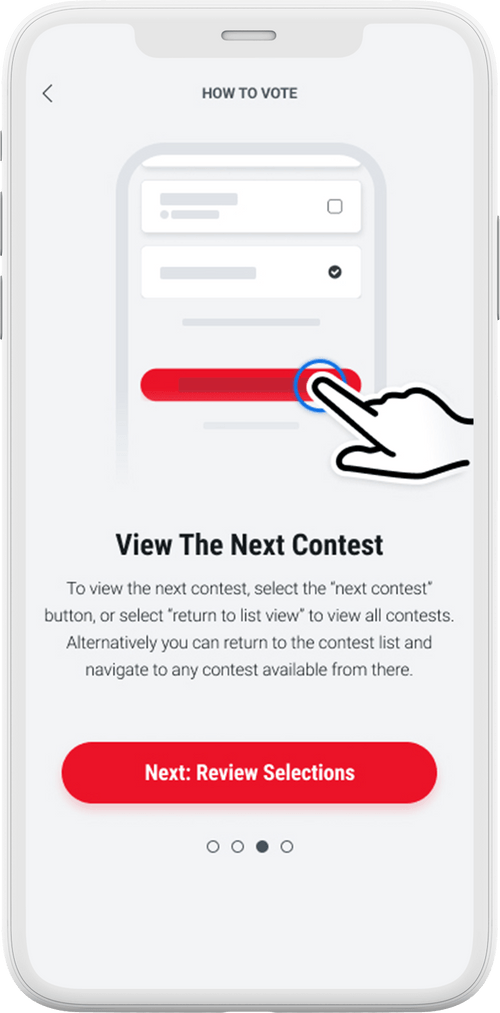 HOW TO VOTE
View The Next Contest
To view the next contest, select the “next contest”
button, or select “return to list view” to view all contests.
Alternatively you can return to the contest list and
navigate to any contest available from there.
Next: Review Selections